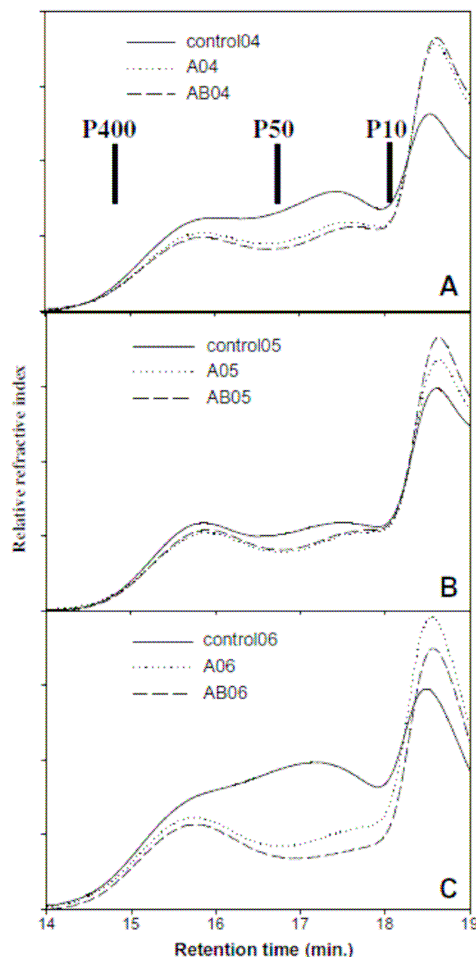 control04
A04
AB04
P400 P50 P10
A
control05
A05
AB05
B
Relative refractive index
control06
A06
AB06
C
14 15 16 17 18 19
Retention time (min.)